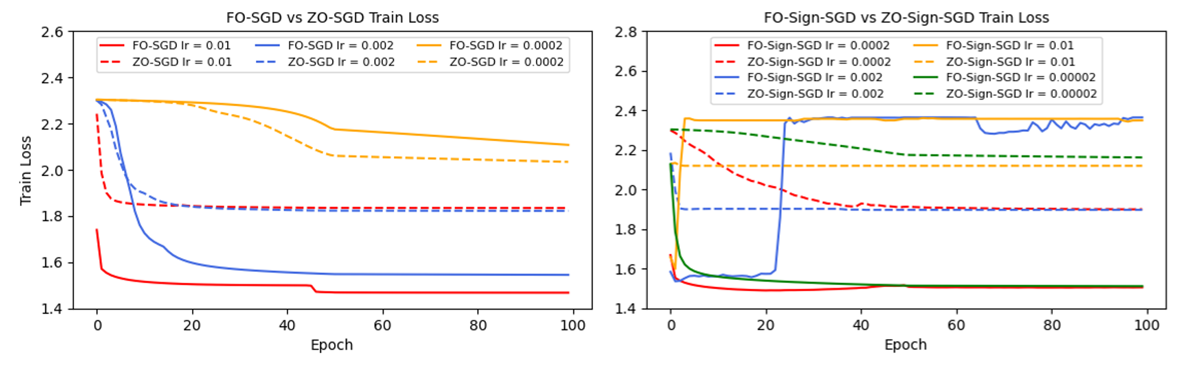 FO-SGD vs ZO-SGD Train Loss
FO-SGD lr = 0.01 FO-SGD lr = 0.002 FO-SGD lr = 0.0002
ZO-SGD lr = 0.01 ZO-SGD lr = 0.002 ZO-SGD lr = 0.0002
2.6
2.4
2.2
2.0
1.8
1.6
1.4
Train Loss
0 20 40 60 80 100
Epoch
FO-Sign-SGD vs ZO-Sign-SGD Train Loss
FO-Sign-SGD lr = 0.0002 FO-Sign-SGD lr = 0.01
ZO-Sign-SGD lr = 0.0002 ZO-Sign-SGD lr = 0.01
FO-Sign-SGD lr = 0.002 FO-Sign-SGD lr = 0.00002
ZO-Sign-SGD lr = 0.002 ZO-Sign-SGD lr = 0.00002
2.8
2.6
2.4
2.2
2.0
1.8
1.6
1.4
0 20 40 60 80 100
Epoch